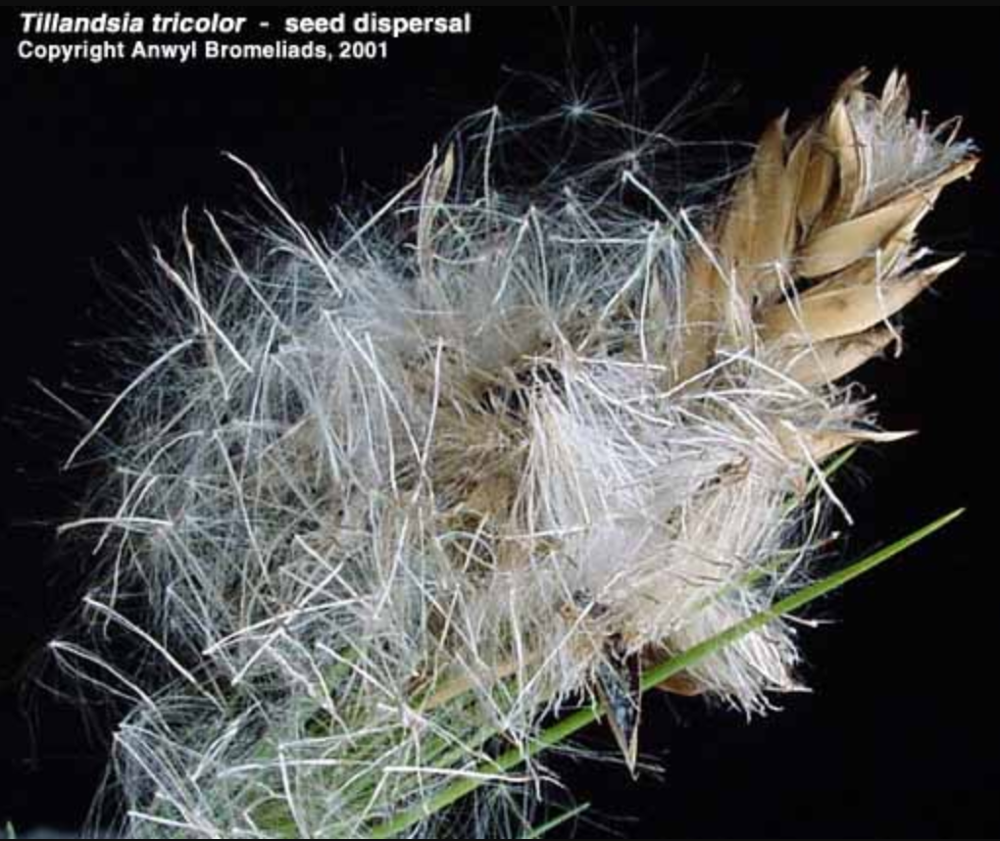 Tillandsia tricolor - seed dispersal
Copyright Anwyl Bromeliads, 2001